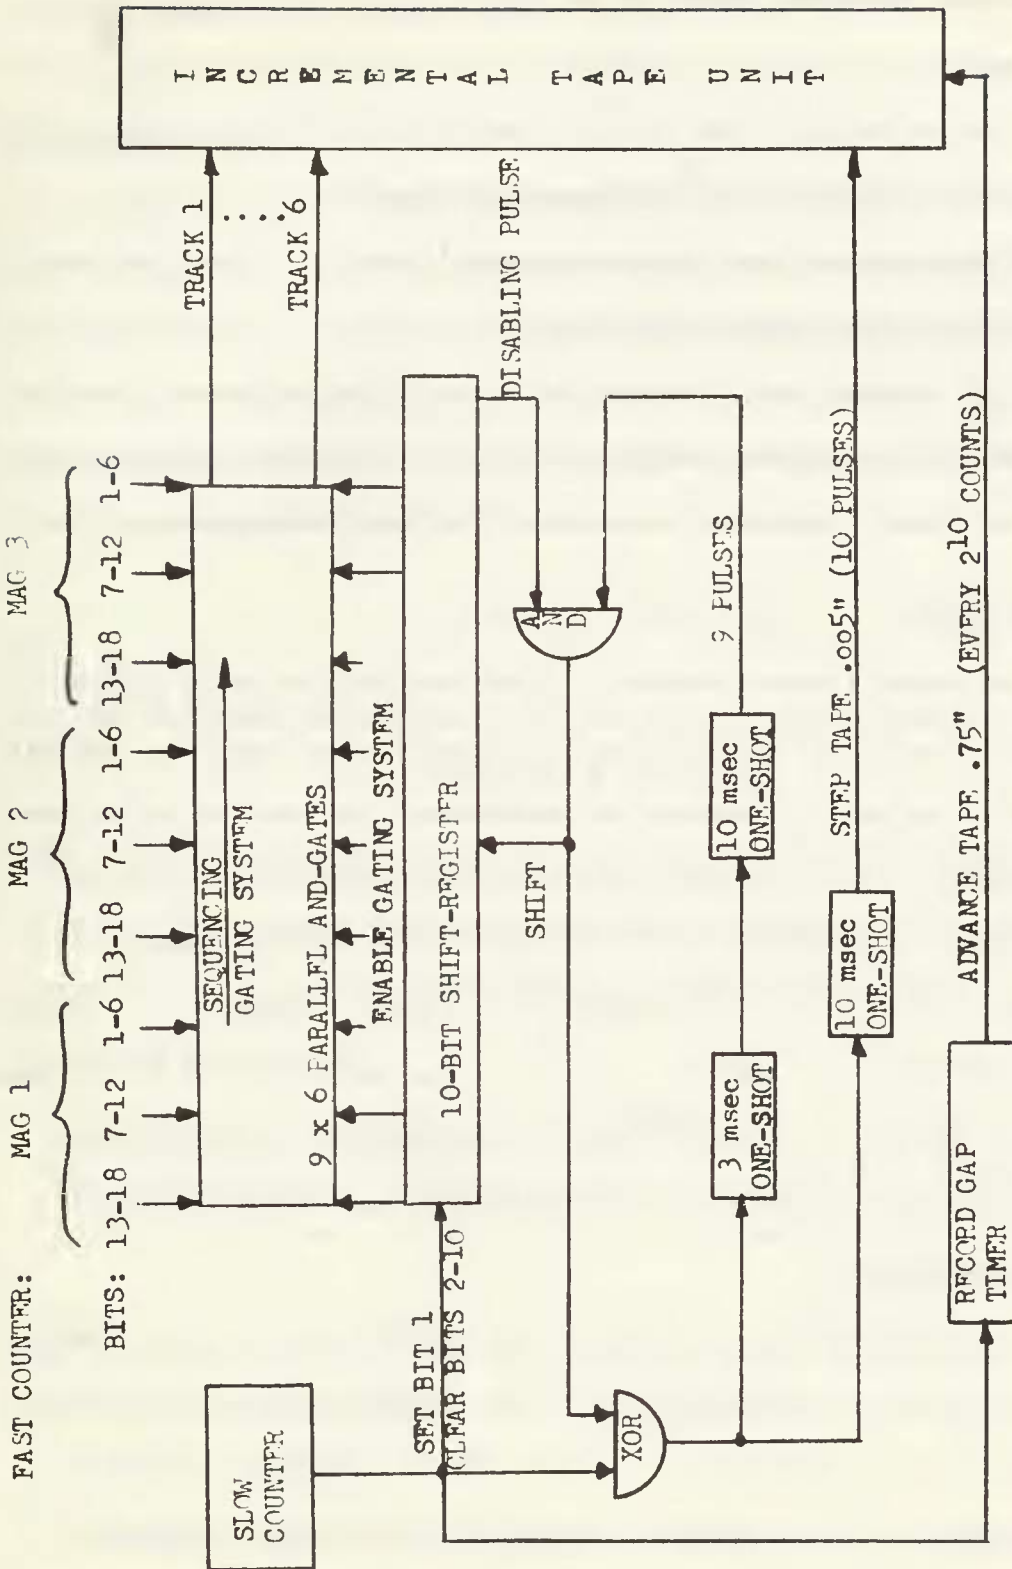 FAST COUNTER:
MAG 1
MAG 2
MAG 3
BITS: 13-18 7-12 1-6 13-18 7-12 1-6 13-18 7-12 1-6
SEQUENCING
GATING SYSTEM
9 x 6 PARALLEL AND-GATES
ENABLE GATING SYSTEM
10-BIT SHIFT-REGISTER
TRACK 1
TRACK 6
INCREMENTAL TAPE UNIT
SLOW
COUNTER
SET BIT 1
CLEAR BITS 2-10
SHIFT
DISABLING PULSE
AND
XOR
3 msec
ONE-SHOT
10 msec
ONE-SHOT
9 PULSES
10 msec
ONE-SHOT
STEP TAPE .005" (10 PULSES)
RECORD GAP
TIMER
ADVANCE TAPE .75" (EVERY 2^10 COUNTS)